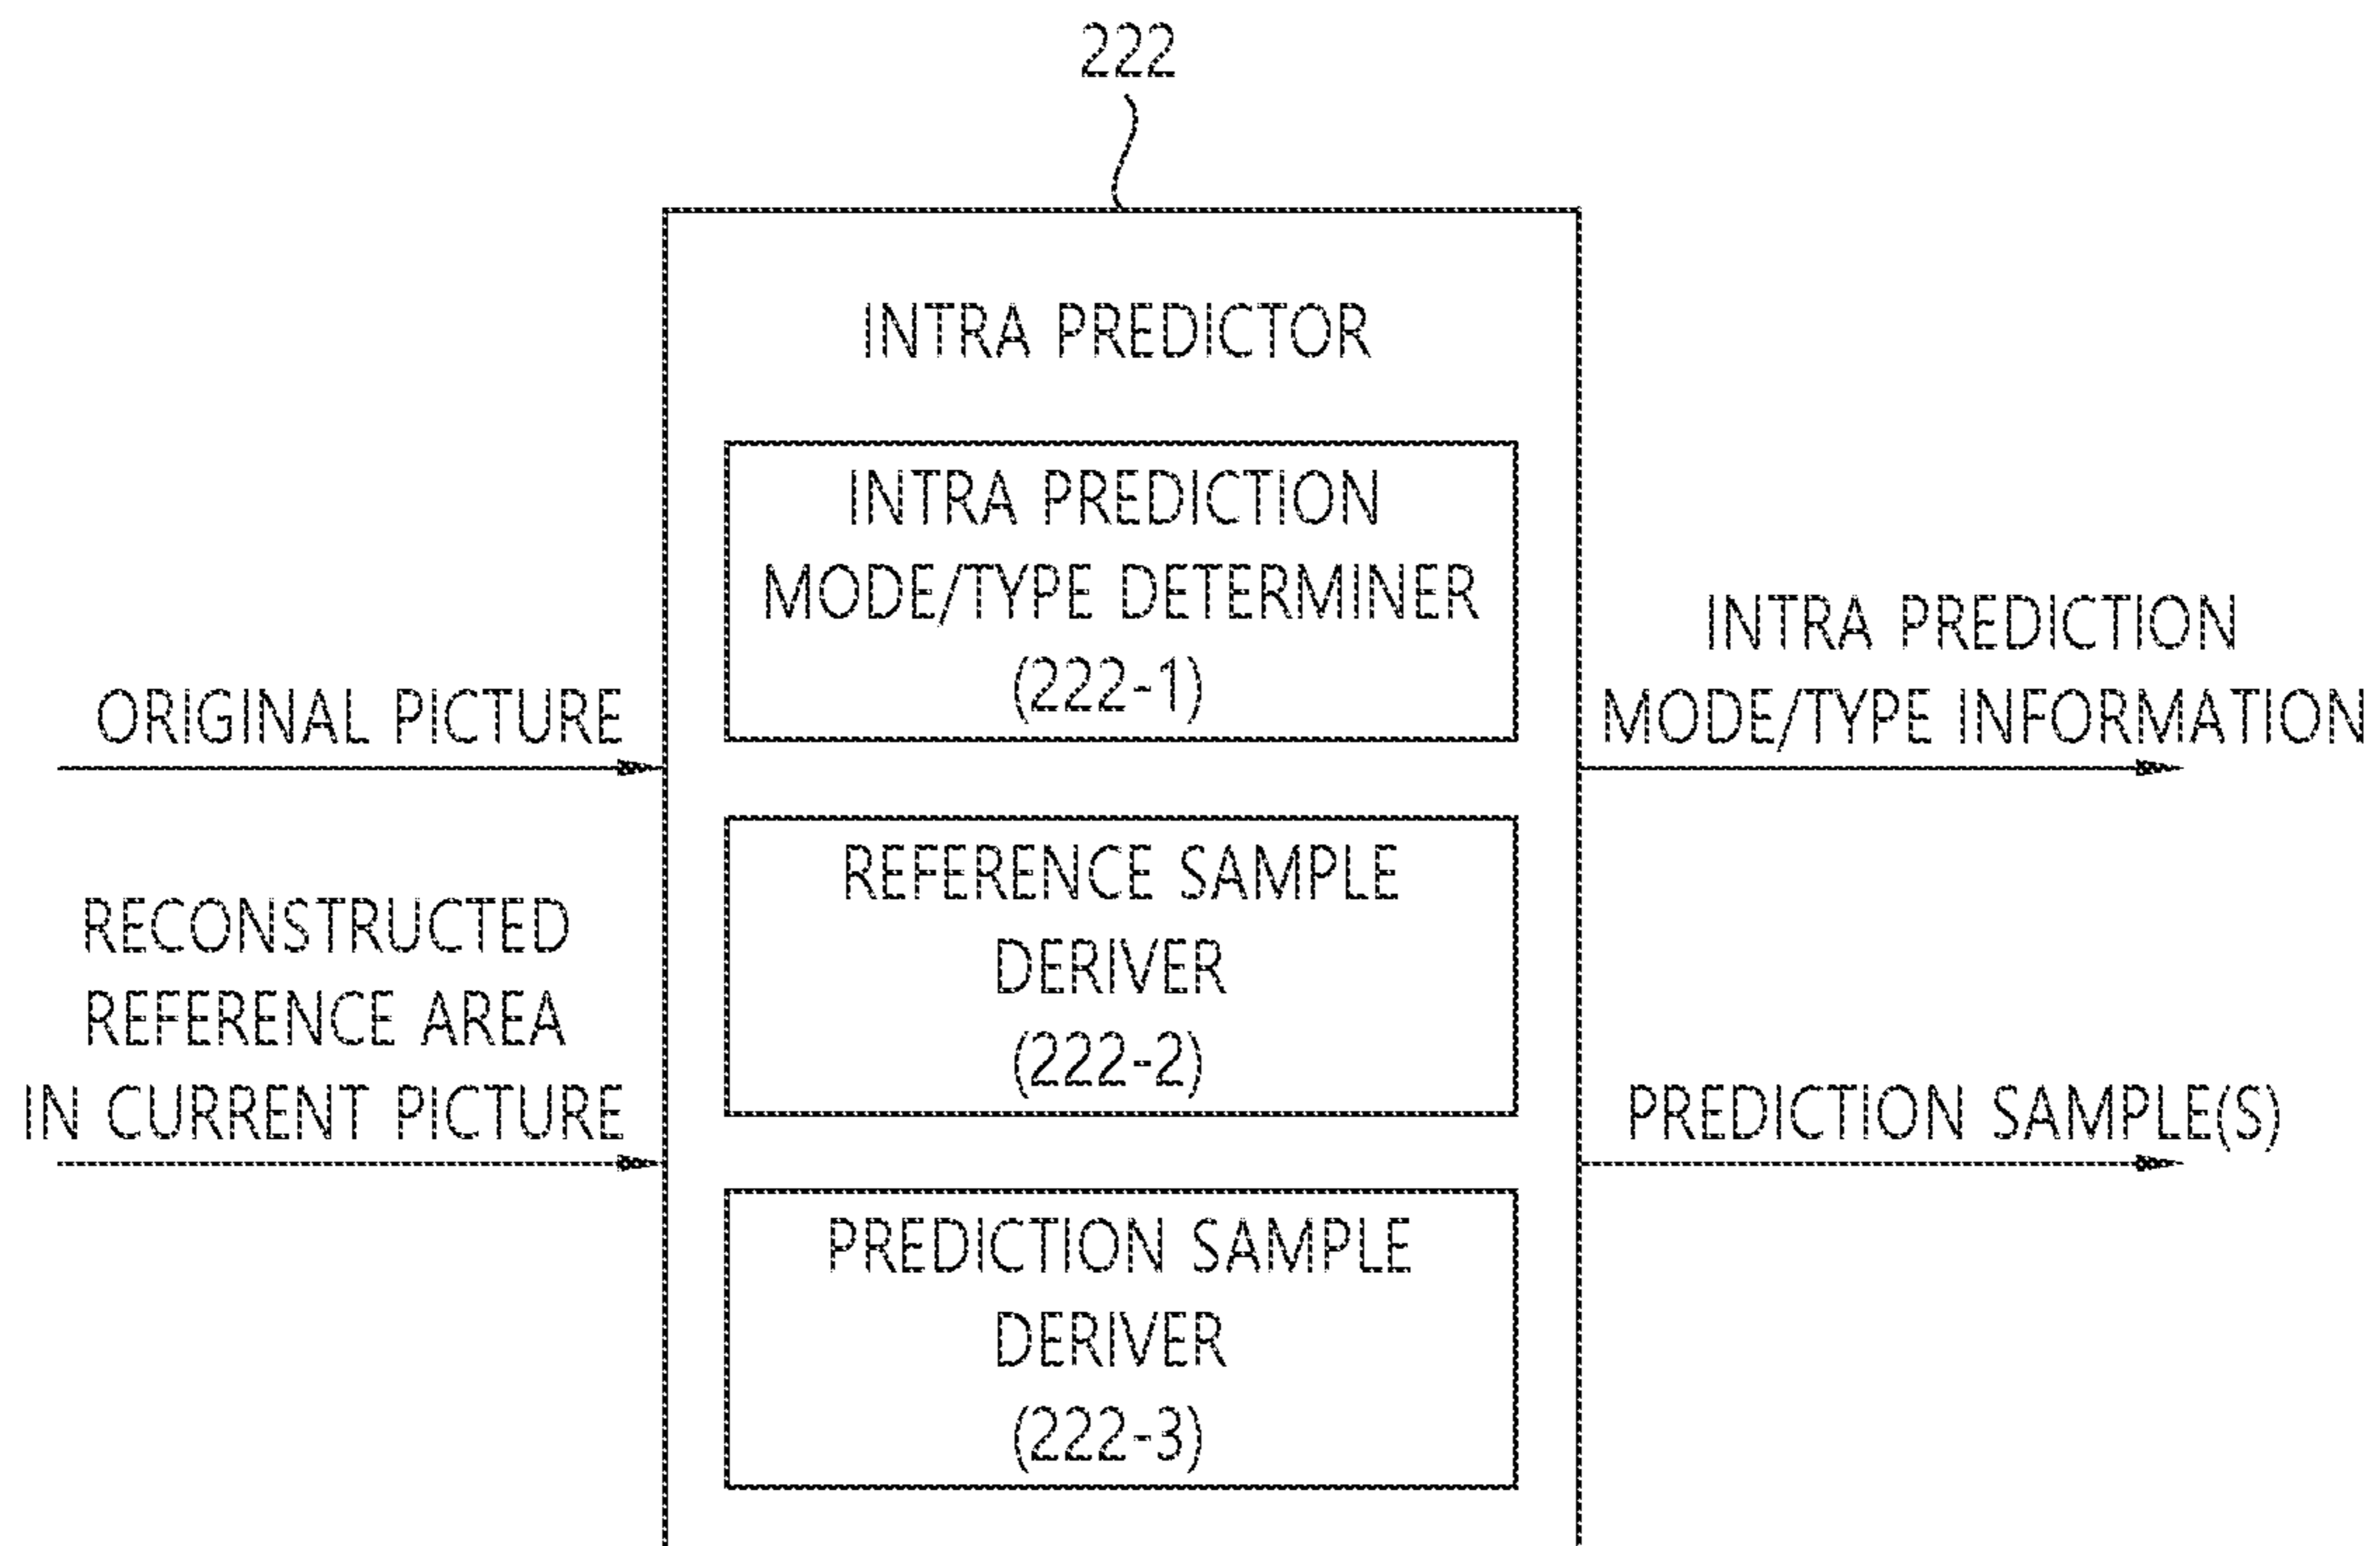 222
INTRA PREDICTOR
INTRA PREDICTION
MODE/TYPE DETERMINER
(222-1)
REFERENCE SAMPLE
DERIVER
(222-2)
PREDICTION SAMPLE
DERIVER
(222-3)
ORIGINAL PICTURE
RECONSTRUCTED
REFERENCE AREA
IN CURRENT PICTURE
INTRA PREDICTION
MODE/TYPE INFORMATION
PREDICTION SAMPLE(S)